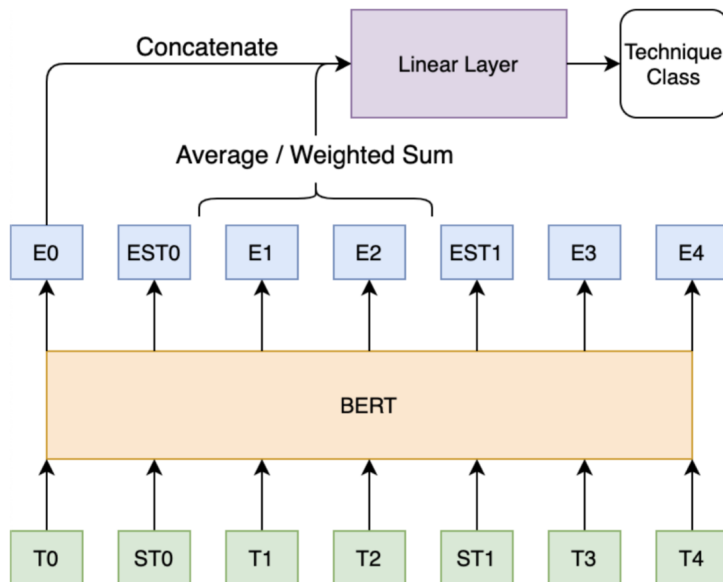 Concatenate
Linear Layer
Technique
Class
Average / Weighted Sum
E0 EST0 E1 E2 EST1 E3 E4
BERT
T0 ST0 T1 T2 ST1 T3 T4